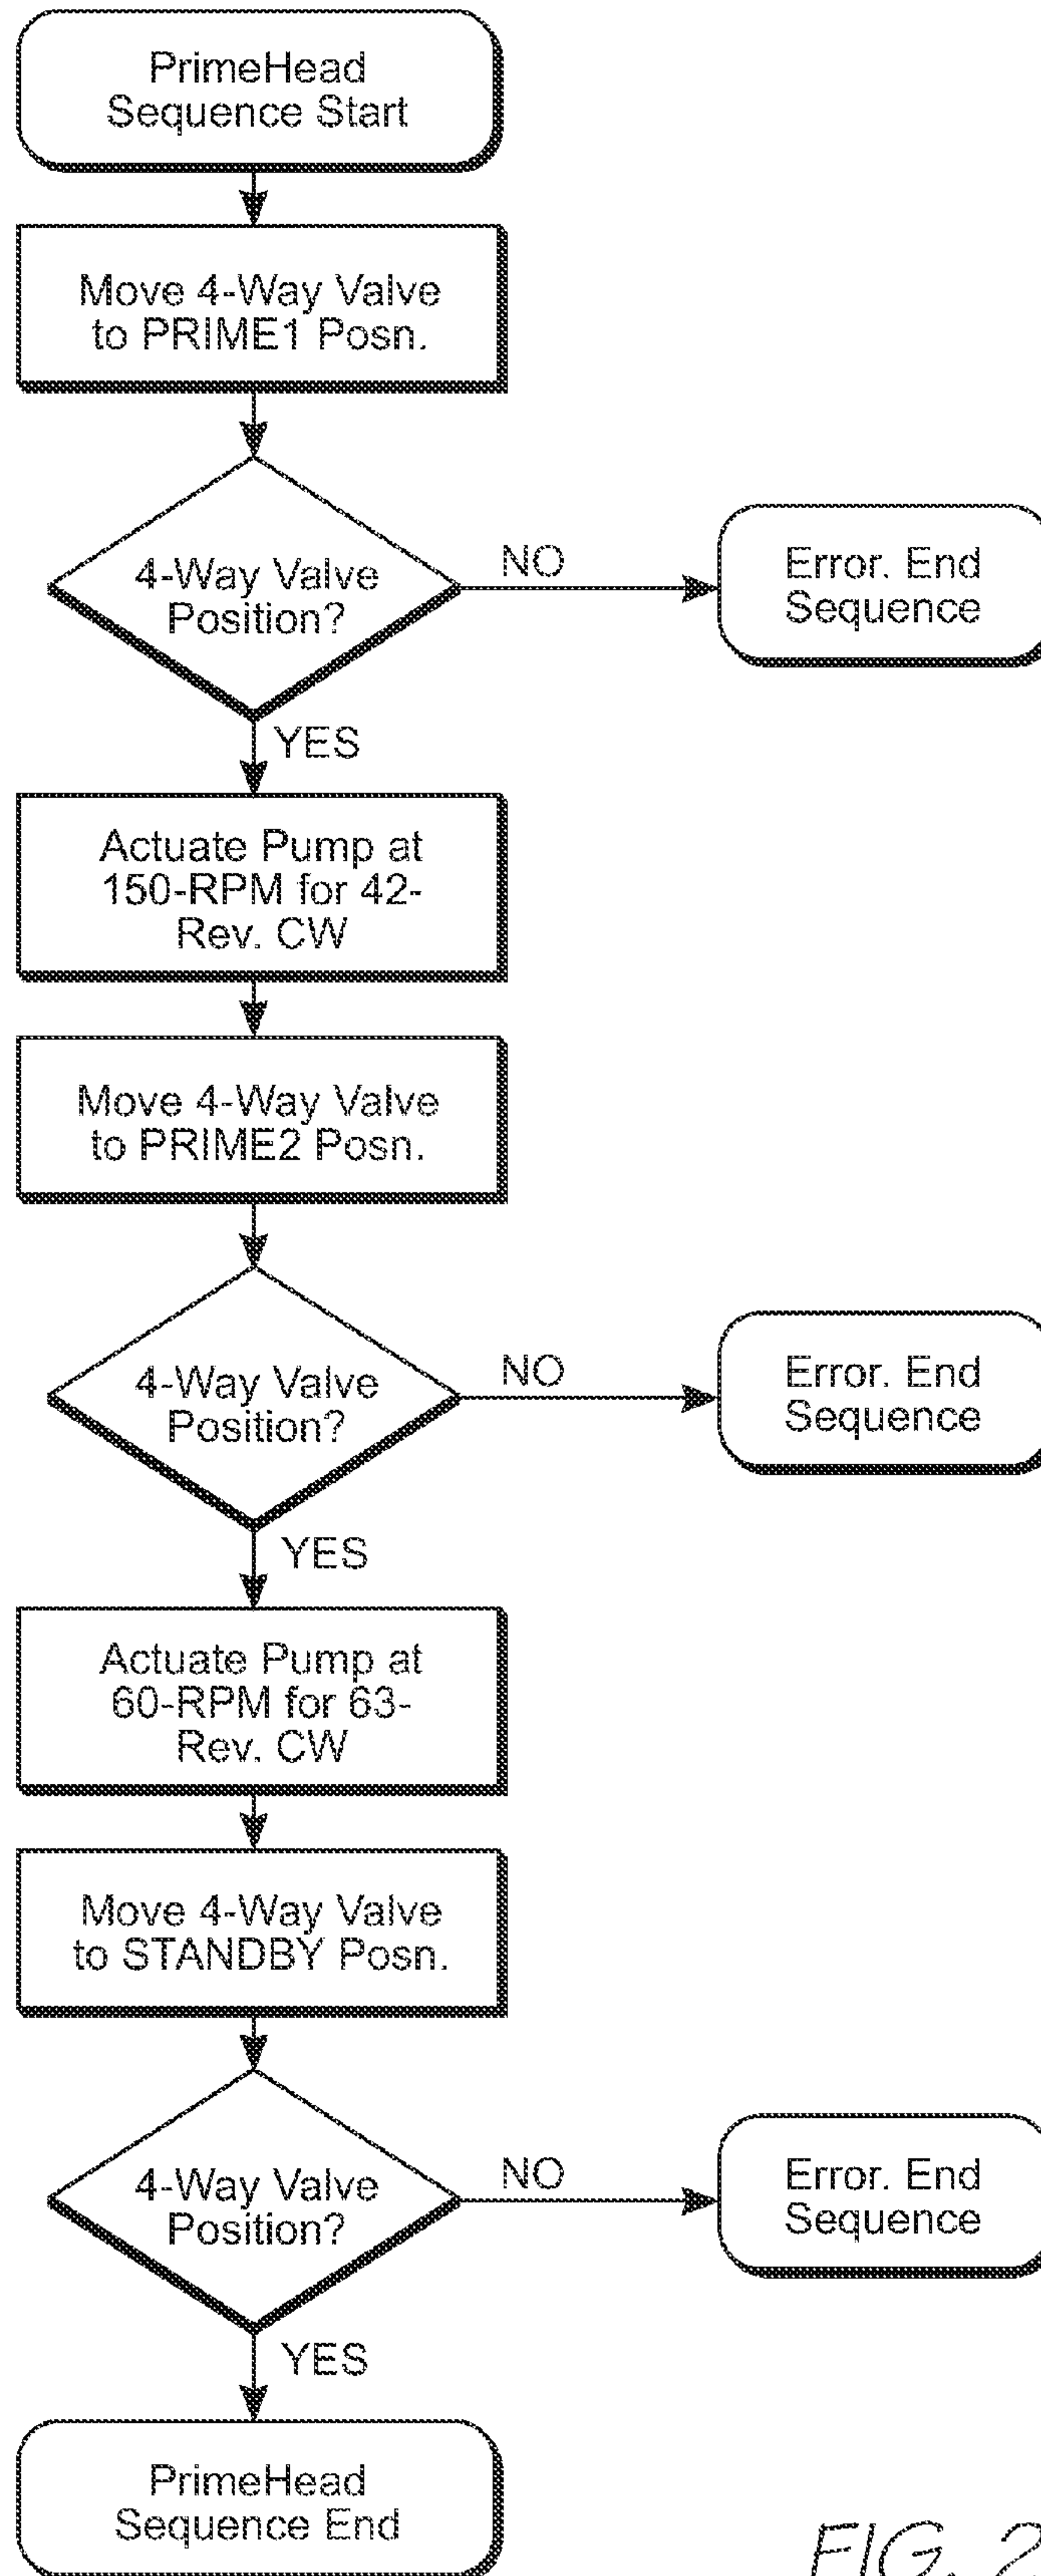 PrimeHead
Sequence Start
Move 4-Way Valve
to PRIME1 Posn.
4-Way Valve
Position?
NO
Error. End
Sequence
YES
Actuate Pump at
150-RPM for 42-
Rev. CW
Move 4-Way Valve
to PRIME2 Posn.
4-Way Valve
Position?
NO
Error. End
Sequence
YES
Actuate Pump at
60-RPM for 63-
Rev. CW
Move 4-Way Valve
to STANDBY Posn.
4-Way Valve
Position?
NO
Error. End
Sequence
YES
PrimeHead
Sequence End
FIG. 2